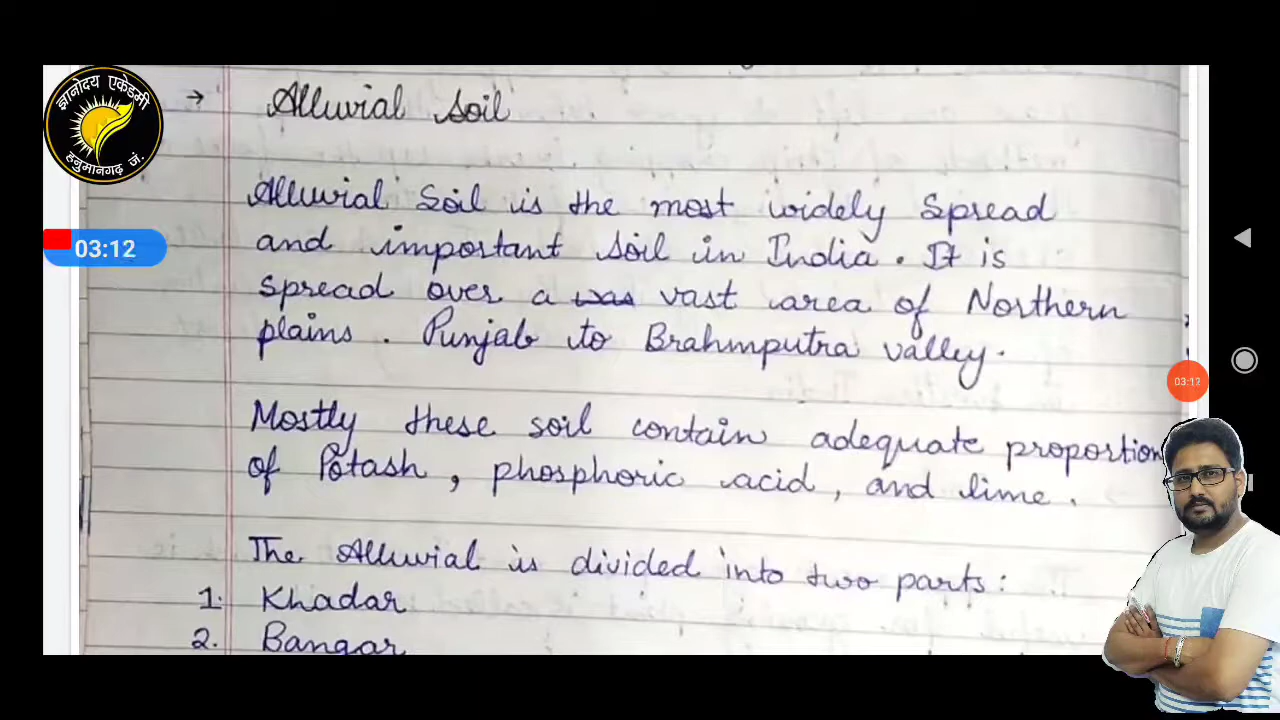 ज्ञानोदय एकेडमी
हनुमानगढ़ जं.
→ Alluvial Soil
03:12
Alluvial Soil is the most widely Spread
and important Soil in India. It is
Spread over a was vast area of Northern
plains. Punjab to Brahmputra valley.
03:12
Mostly these soil contain adequate proportion
of Potash, phosphoric acid, and lime.
The Alluvial is divided into two parts:
1. Khadar
2. Bangar